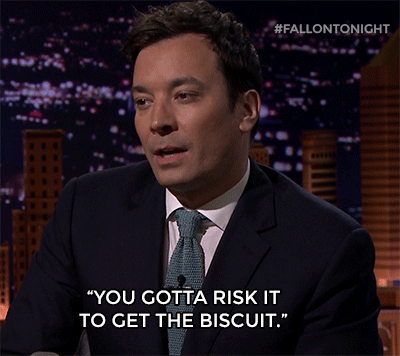 #FALLONTONIGHT
“YOU GOTTA RISK IT
TO GET THE BISCUIT.”